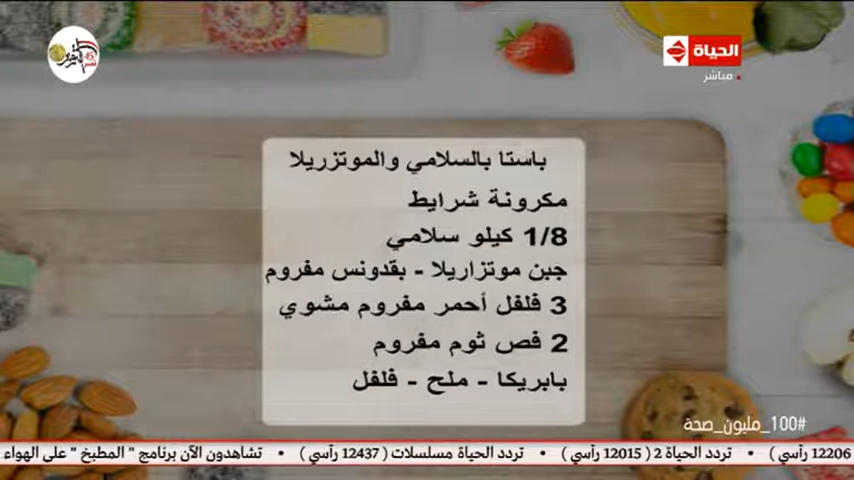 الحياة
مباشر
باستا بالسلامي والموتزريلا
مكرونة شرايط
1/8 كيلو سلامي
جبن موتزاريلا - بقدونس مفروم
3 فلفل أحمر مفروم مشوي
2 فص ثوم مفروم
بابريكا - ملح - فلفل
#100_مليون_صحة
12206 رأسي ) • تردد الحياة 2 ( 12015 رأسي ) • تردد الحياة مسلسلات ( 12437 رأسي ) • تشاهدون الآن برنامج " المطبخ " على الهواء